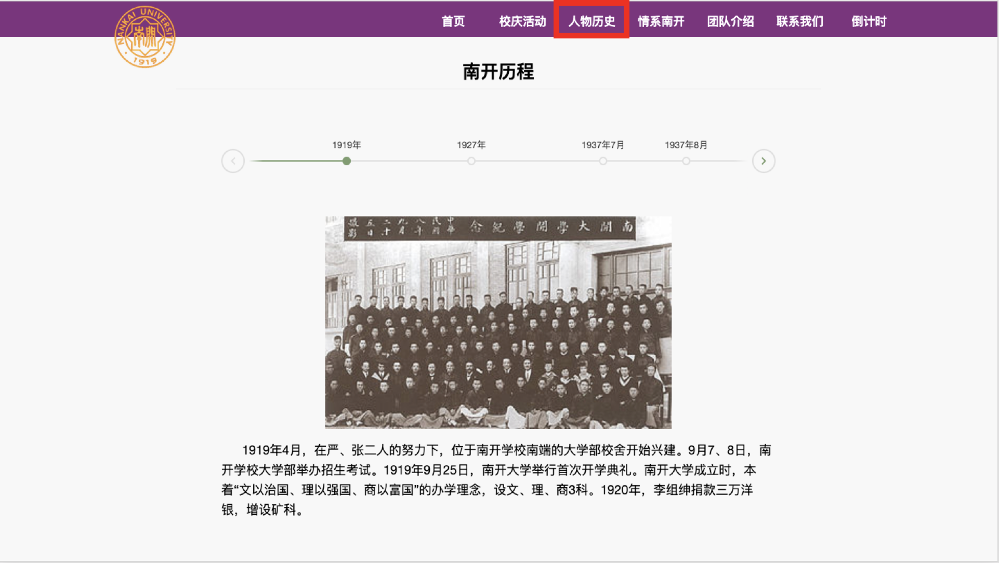 首页 校庆活动 人物历史 情系南开 团队介绍 联系我们 倒计时
NANKAI UNIVERSITY
南開
1919
南开历程
1919年 1927年 1937年7月 1937年8月
南開大學開學紀念 中華民國八年九月二十五日攝影
1919年4月，在严、张二人的努力下，位于南开学校南端的大学部校舍开始兴建。9月7、8日，南
开学校大学部举办招生考试。1919年9月25日，南开大学举行首次开学典礼。南开大学成立时，本
着“文以治国、理以强国、商以富国”的办学理念，设文、理、商3科。1920年，李组绅捐款三万洋
银，增设矿科。